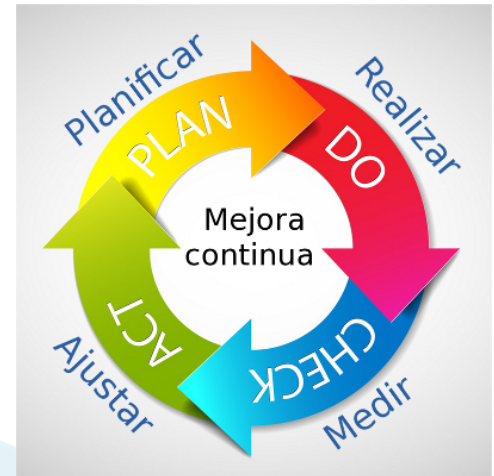 Planificar
Realizar
PLAN
DO
Mejora
continua
ACT
CHECK
Ajustar
Medir